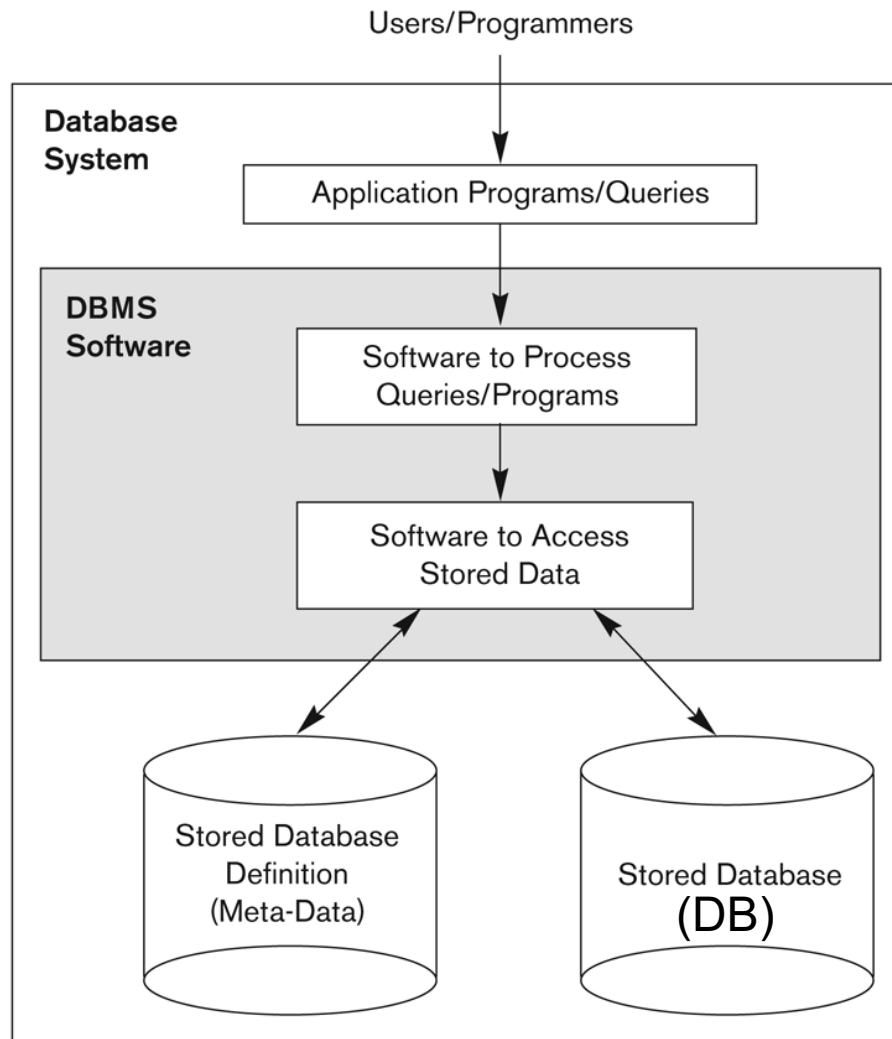 Users/Programmers
Database
System
Application Programs/Queries
DBMS
Software
Software to Process
Queries/Programs
Software to Access
Stored Data
Stored Database
Definition
(Meta-Data)
Stored Database
(DB)